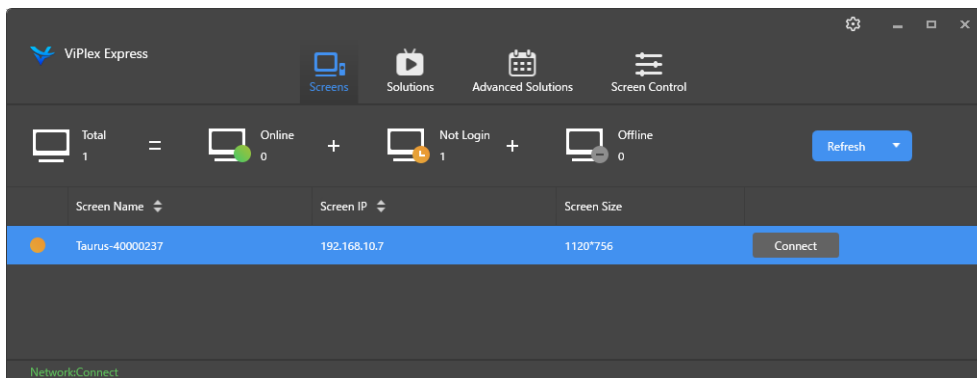 ViPlex Express
Screens
Solutions
Advanced Solutions
Screen Control
Total
1
=
Online
0
+
Not Login
1
+
Offline
0
Refresh
Screen Name
Screen IP
Screen Size
Taurus-40000237
192.168.10.7
1120*756
Connect
Network:Connect